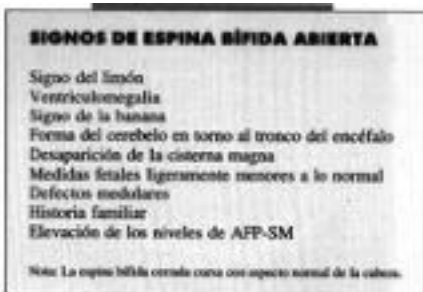 SIGNOS DE ESPINA BÍFIDA ABIERTA
Signo del limón
Ventriculomegalia
Signo de la banana
Forma del cerebelo en torno al tronco del encéfalo
Desaparición de la cisterna magna
Medidas fetales ligeramente menores a lo normal
Defectos medulares
Historia familiar
Elevación de los niveles de AFP-SM
Nota: La espina bífida cerrada cursa con aspecto normal de la cabeza.